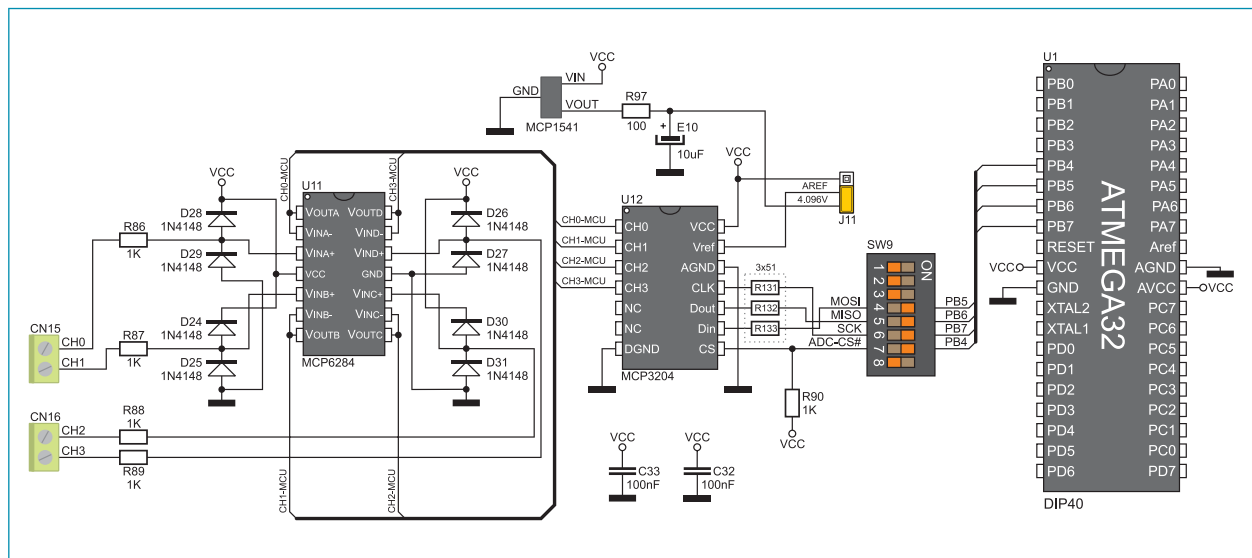 VCC
VIN
GND
VOUT
MCP1541
R97
100
E10
+
10uF
VCC
AREF
4.096V
J11
CH0-MCU
CH3-MCU
U11
VOUTA
VINA-
VINA+
VCC
VINB+
VINB-
VOUTB
VOUTD
VIND-
VIND+
GND
VINC+
VINC-
VOUTC
MCP6284
CH1-MCU
CH2-MCU
VCC
D28
1N4148
D29
1N4148
D24
1N4148
D25
1N4148
VCC
D26
1N4148
D27
1N4148
D30
1N4148
D31
1N4148
R86
1K
R87
1K
CN15
CH0
CH1
CN16
CH2
CH3
R88
1K
R89
1K
CH0-MCU
CH1-MCU
CH2-MCU
CH3-MCU
U12
CH0
CH1
CH2
CH3
NC
NC
DGND
VCC
Vref
AGND
CLK
Dout
Din
CS
MCP3204
3x51
R131
R132
R133
MOSI
MISO
SCK
ADC-CS#
R90
1K
VCC
VCC
C33
100nF
VCC
C32
100nF
SW9
ON
1
2
3
4
5
6
7
8
PB5
PB6
PB7
PB4
U1
PB0
PB1
PB2
PB3
PB4
PB5
PB6
PB7
RESET
VCC
GND
XTAL2
XTAL1
PD0
PD1
PD2
PD3
PD4
PD5
PD6
ATMEGA32
PA0
PA1
PA2
PA3
PA4
PA5
PA6
PA7
Aref
AGND
AVCC
PC7
PC6
PC5
PC4
PC3
PC2
PC1
PC0
PD7
VCC
VCC
DIP40